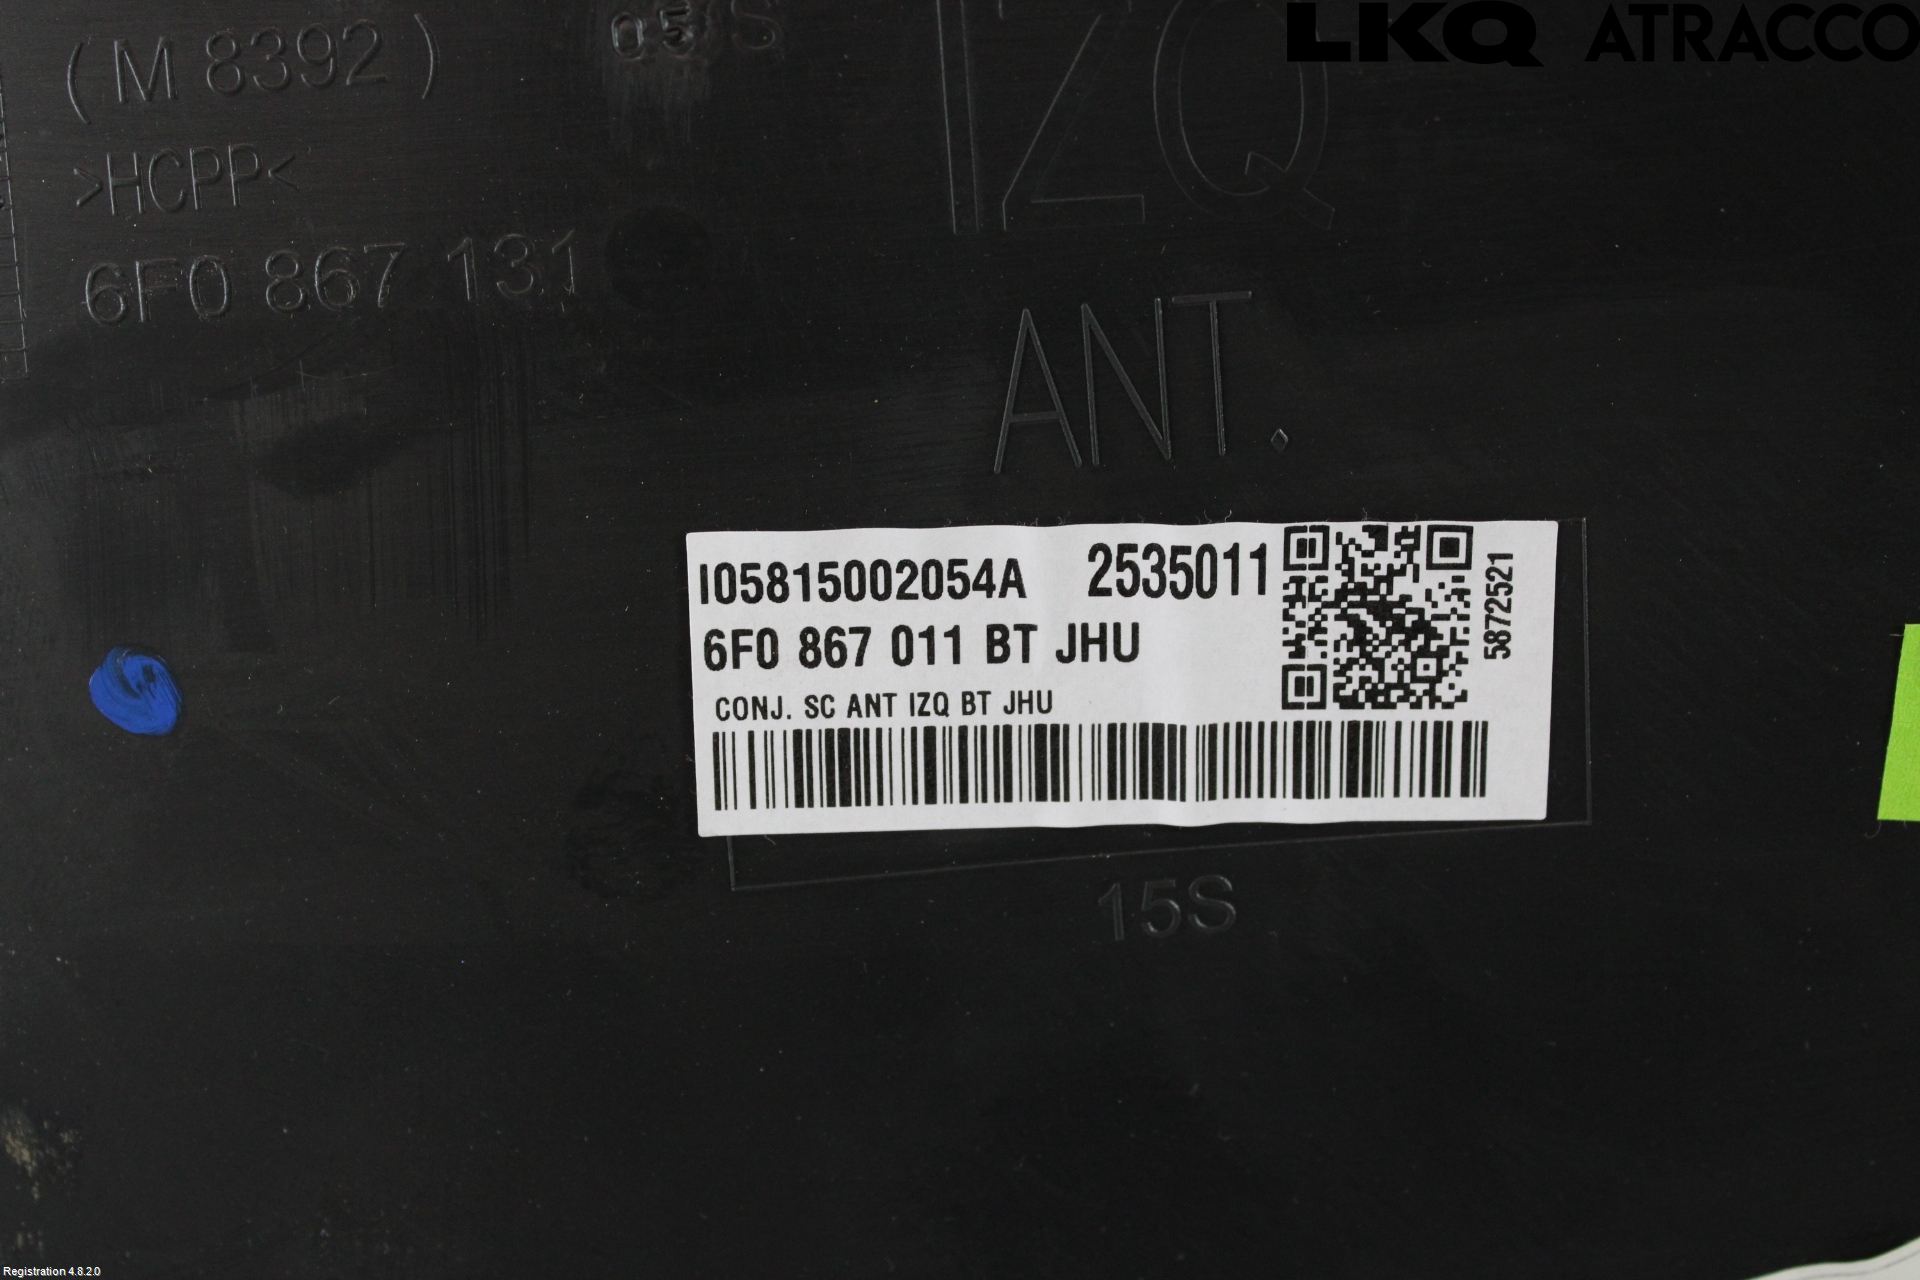 LKQ ATRACCO
( M 8392 )
05 S
IZQ
>HCPP<
6F0 867 131
ANT.
I05815002054A 2535011
6F0 867 011 BT JHU
CONJ. SC ANT IZQ BT JHU
5872521
15S
Registration 4.8.2.0